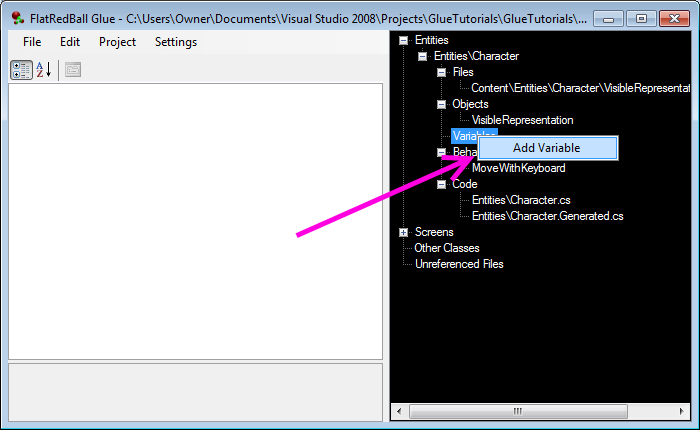 FlatRedBall Glue - C:\Users\Owner\Documents\Visual Studio 2008\Projects\GlueTutorials\GlueTutorials\...
File Edit Project Settings
Entities
Entities\Character
Files
Content\Entities\Character\VisibleRepresentat
Objects
VisibleRepresentation
Variables
Add Variable
Beha
MoveWithKeyboard
Code
Entities\Character.cs
Entities\Character.Generated.cs
Screens
Other Classes
Unreferenced Files